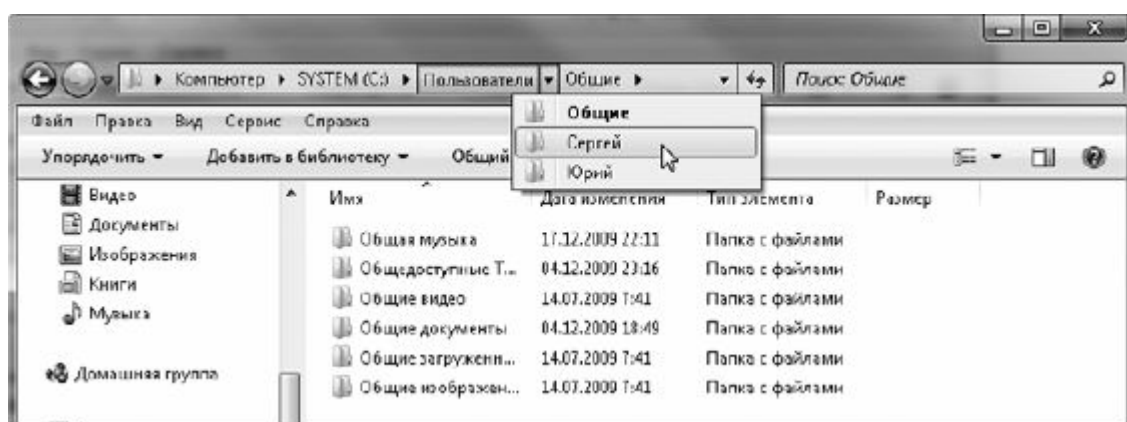 Компьютер ▸ SYSTEM (C:) ▸ Пользователи ▾ Общие ▸ Поиск: Общие
Файл Правка Вид Сервис Справка
Общие
Сергей
Юрий
Упорядочить ▾ Добавить в библиотеку ▾ Общий
Имя Дата изменения Тип элемента Размер
Видео
Документы
Изображения
Книги
Музыка
Домашняя группа
Общая музыка 17.12.2009 22:11 Папка с файлами
Общедоступные Т... 04.12.2009 23:16 Папка с файлами
Общие видео 14.07.2009 7:41 Папка с файлами
Общие документы 04.12.2009 18:49 Папка с файлами
Общие загруженн... 14.07.2009 7:41 Папка с файлами
Общие изображен... 14.07.2009 7:41 Папка с файлами